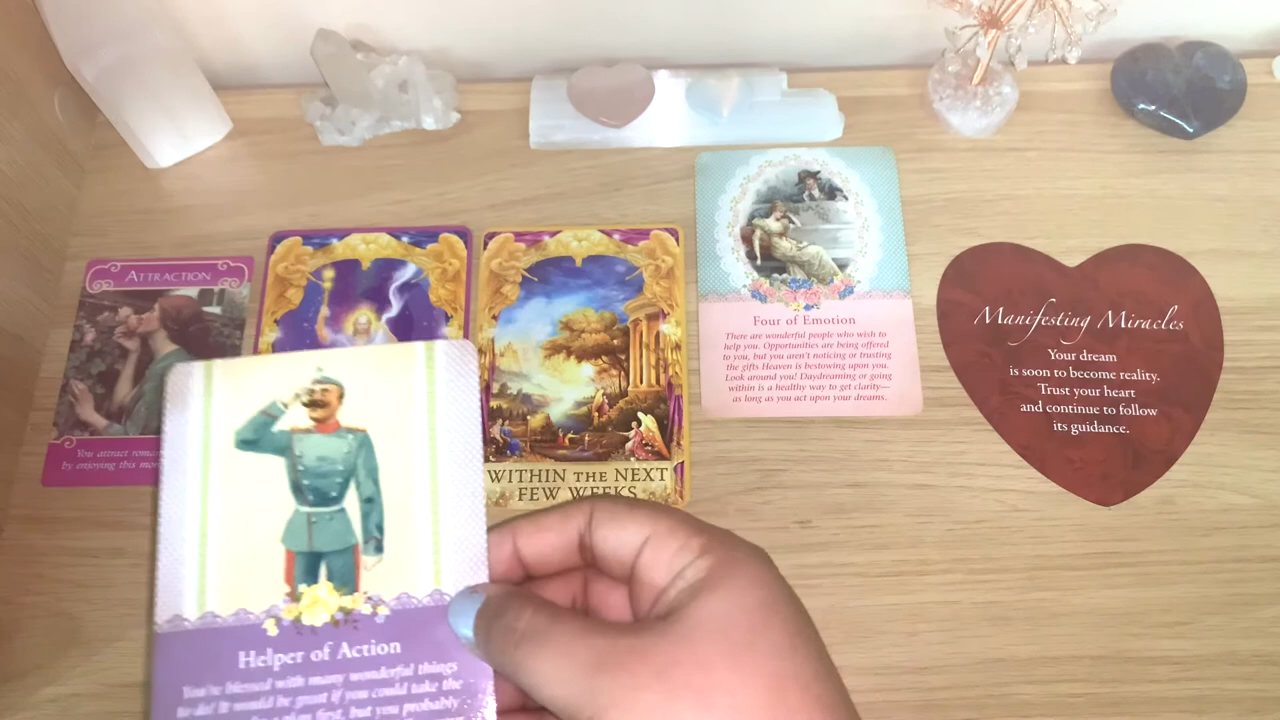 ATTRACTION
You attract
by enjoying this
WITHIN THE NEXT
FEW WEEKS
Four of Emotion
There are wonderful people who wish to
help you. Opportunities are being offered
to you, but you aren't noticing or trusting
the gifts Heaven is bestowing upon you.
Look around you! Daydreaming or going
within is a healthy way to get clarity—
as long as you act upon your dreams.
Manifesting Miracles
Your dream
is soon to become reality.
Trust your heart
and continue to follow
its guidance.
Helper of Action
You're blessed with many wonderful things
to do! It would be great if you could take the
first, but you probably